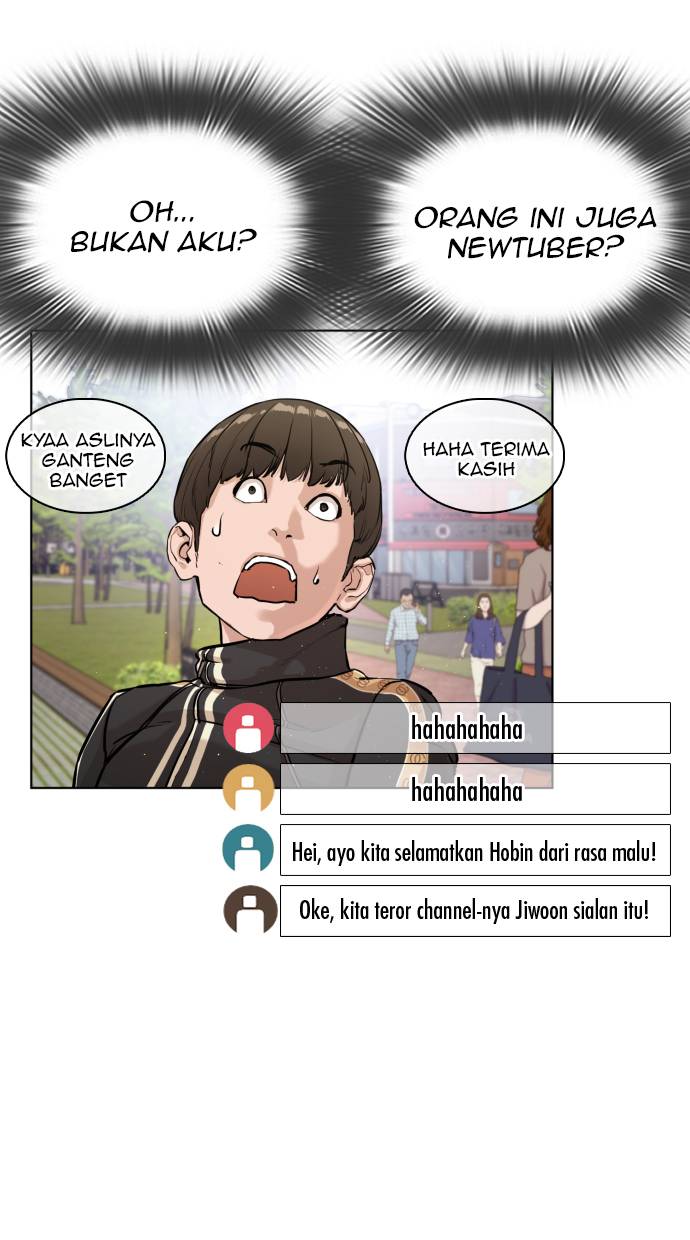 OH...
BUKAN AKU?
ORANG INI JUGA
NEWTUBER?
KYAA ASLINYA
GANTENG
BANGET
HAHA TERIMA
KASIH
hahahahaha
hahahahaha
Hei, ayo kita selamatkan Hobin dari rasa malu!
Oke, kita teror channel-nya Jiwoon sialan itu!